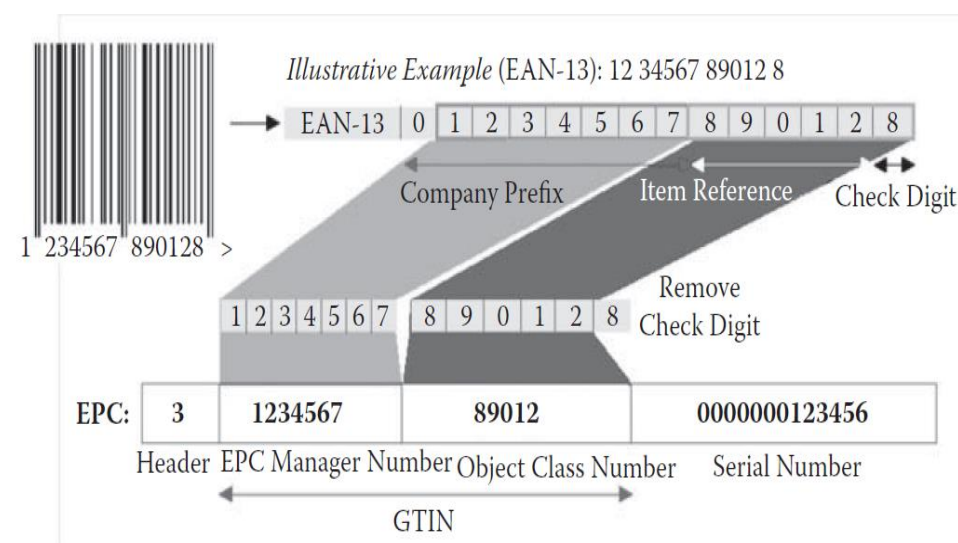 Illustrative Example (EAN-13): 12 34567 89012 8
EAN-13 0 1 2 3 4 5 6 7 8 9 0 1 2 8
Company Prefix Item Reference Check Digit
1 234567 890128 >
Remove
1 2 3 4 5 6 7 8 9 0 1 2 8 Check Digit
EPC: 3 1234567 89012 0000000123456
Header EPC Manager Number Object Class Number Serial Number
GTIN